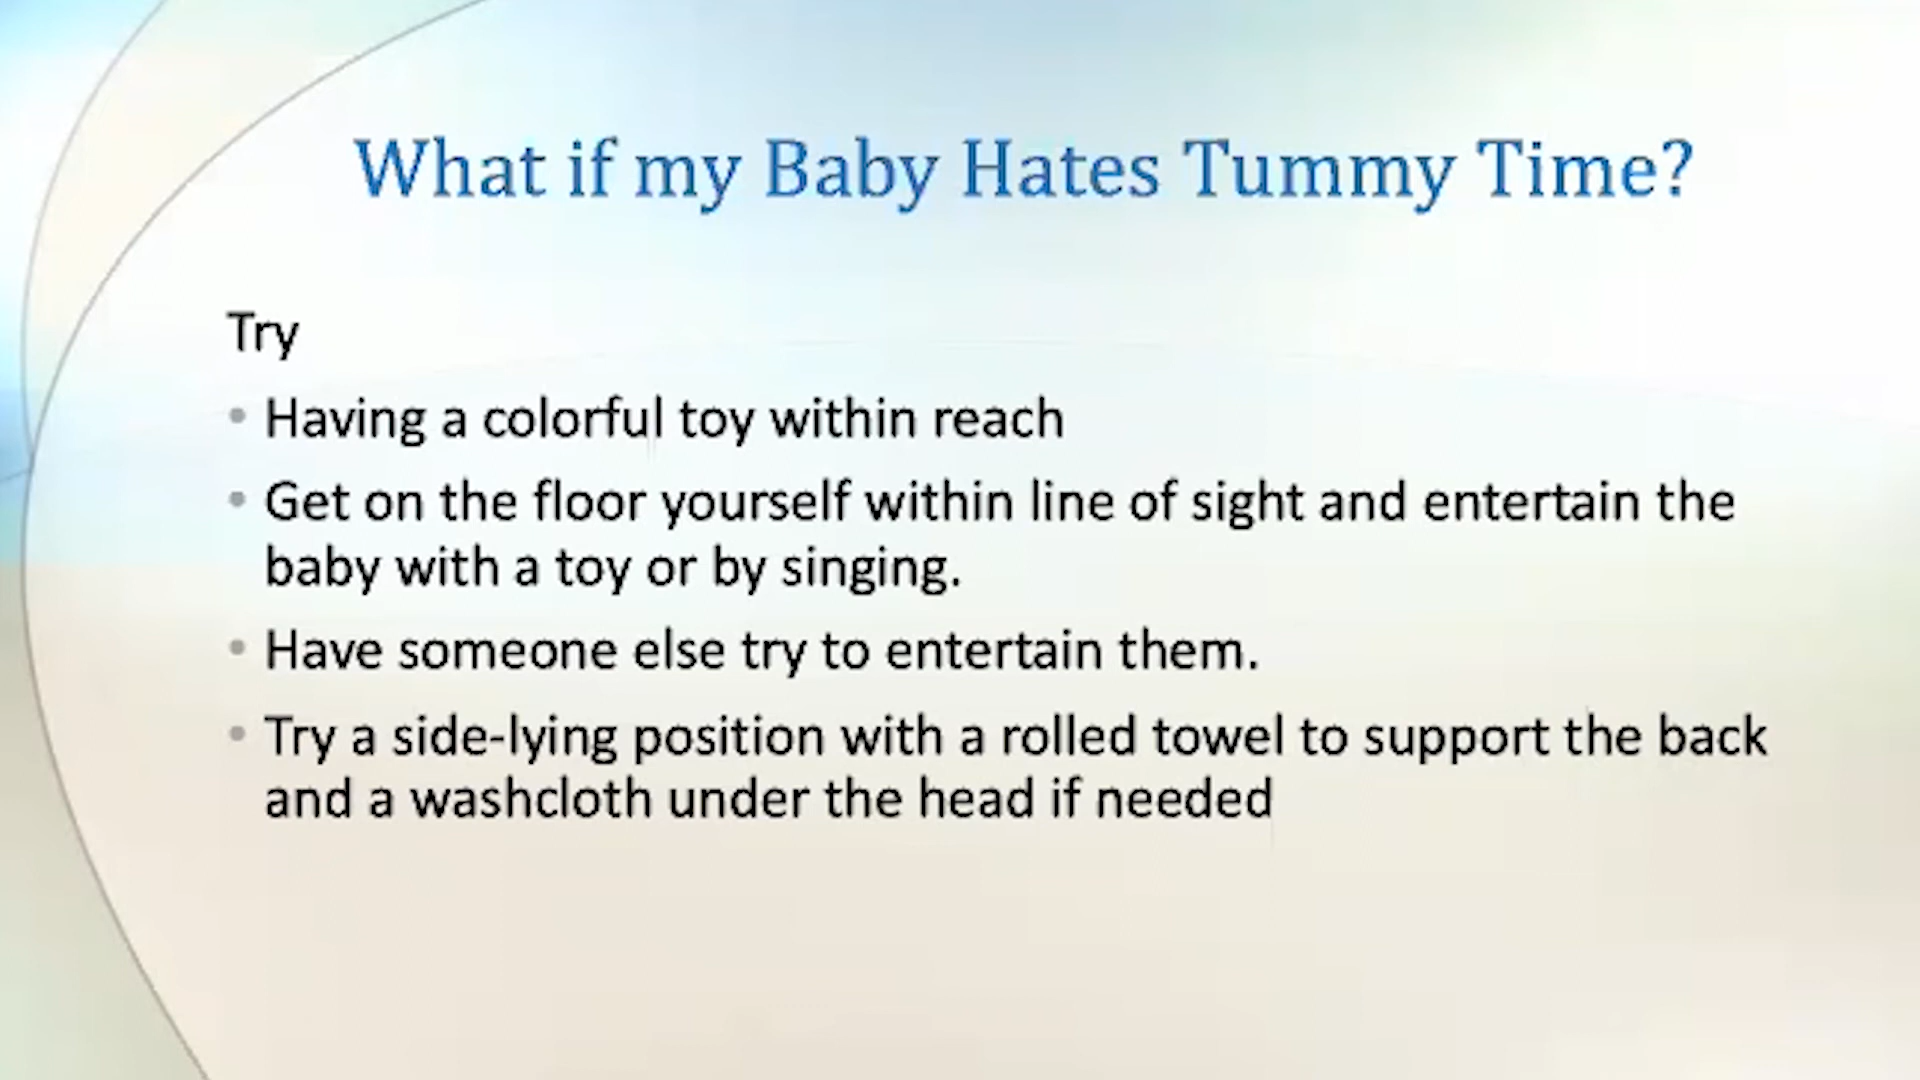 What if my Baby Hates Tummy Time?
Try
• Having a colorful toy within reach
• Get on the floor yourself within line of sight and entertain the
baby with a toy or by singing.
• Have someone else try to entertain them.
• Try a side-lying position with a rolled towel to support the back
and a washcloth under the head if needed